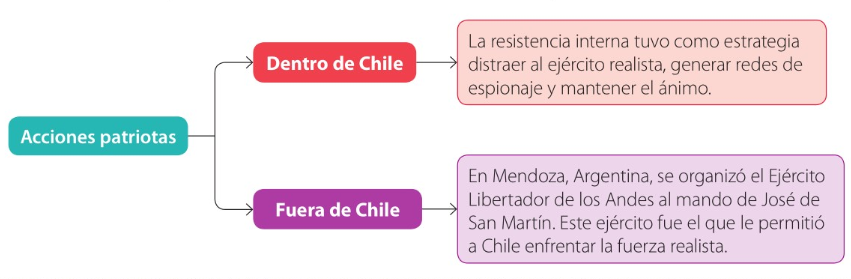 Acciones patriotas
Dentro de Chile
La resistencia interna tuvo como estrategia
distraer al ejército realista, generar redes de
espionaje y mantener el ánimo.
Fuera de Chile
En Mendoza, Argentina, se organizó el Ejército
Libertador de los Andes al mando de José de
San Martín. Este ejército fue el que le permitió
a Chile enfrentar la fuerza realista.